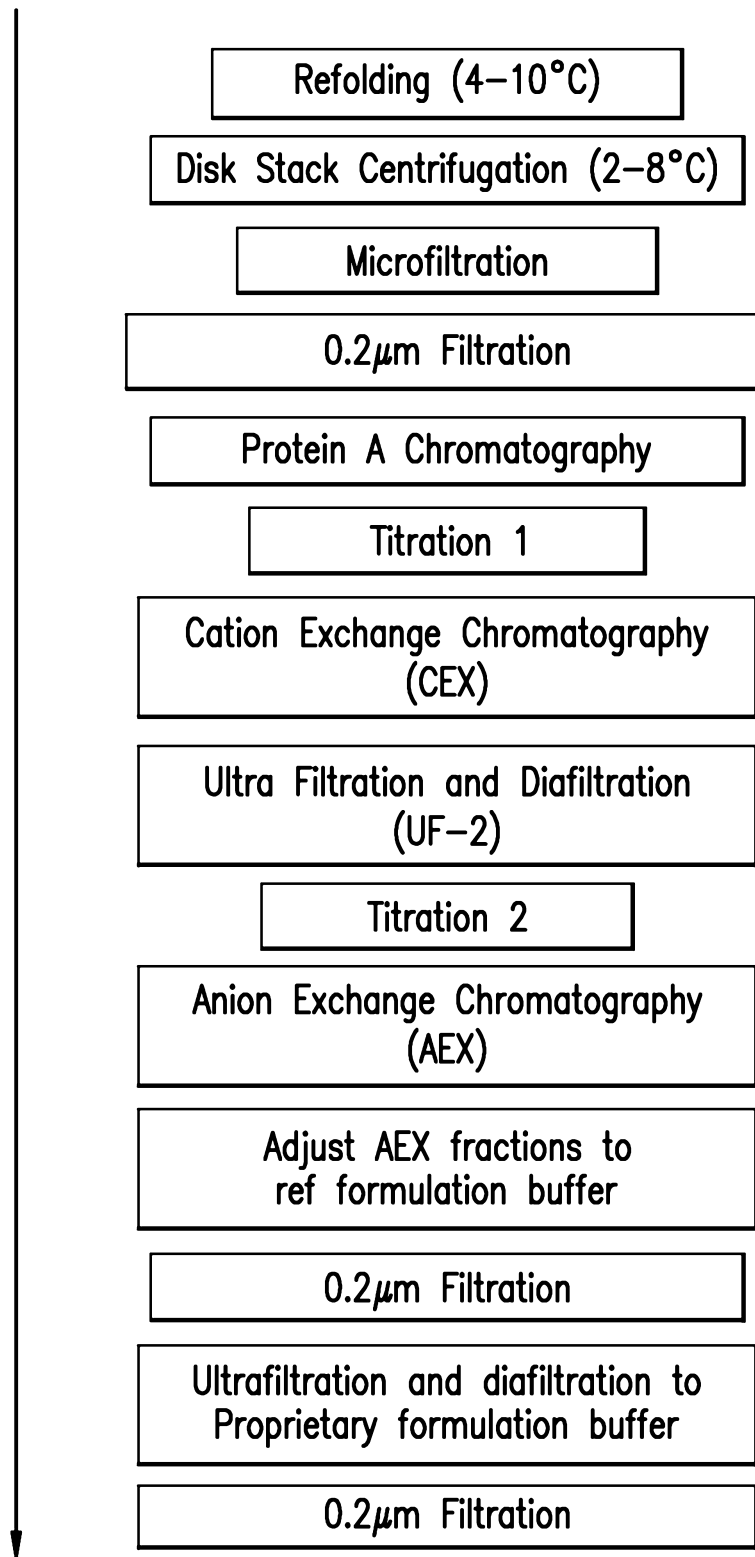 Refolding (4–10°C)
Disk Stack Centrifugation (2–8°C)
Microfiltration
0.2μm Filtration
Protein A Chromatography
Titration 1
Cation Exchange Chromatography
(CEX)
Ultra Filtration and Diafiltration
(UF–2)
Titration 2
Anion Exchange Chromatography
(AEX)
Adjust AEX fractions to
ref formulation buffer
0.2μm Filtration
Ultrafiltration and diafiltration to
Proprietary formulation buffer
0.2μm Filtration